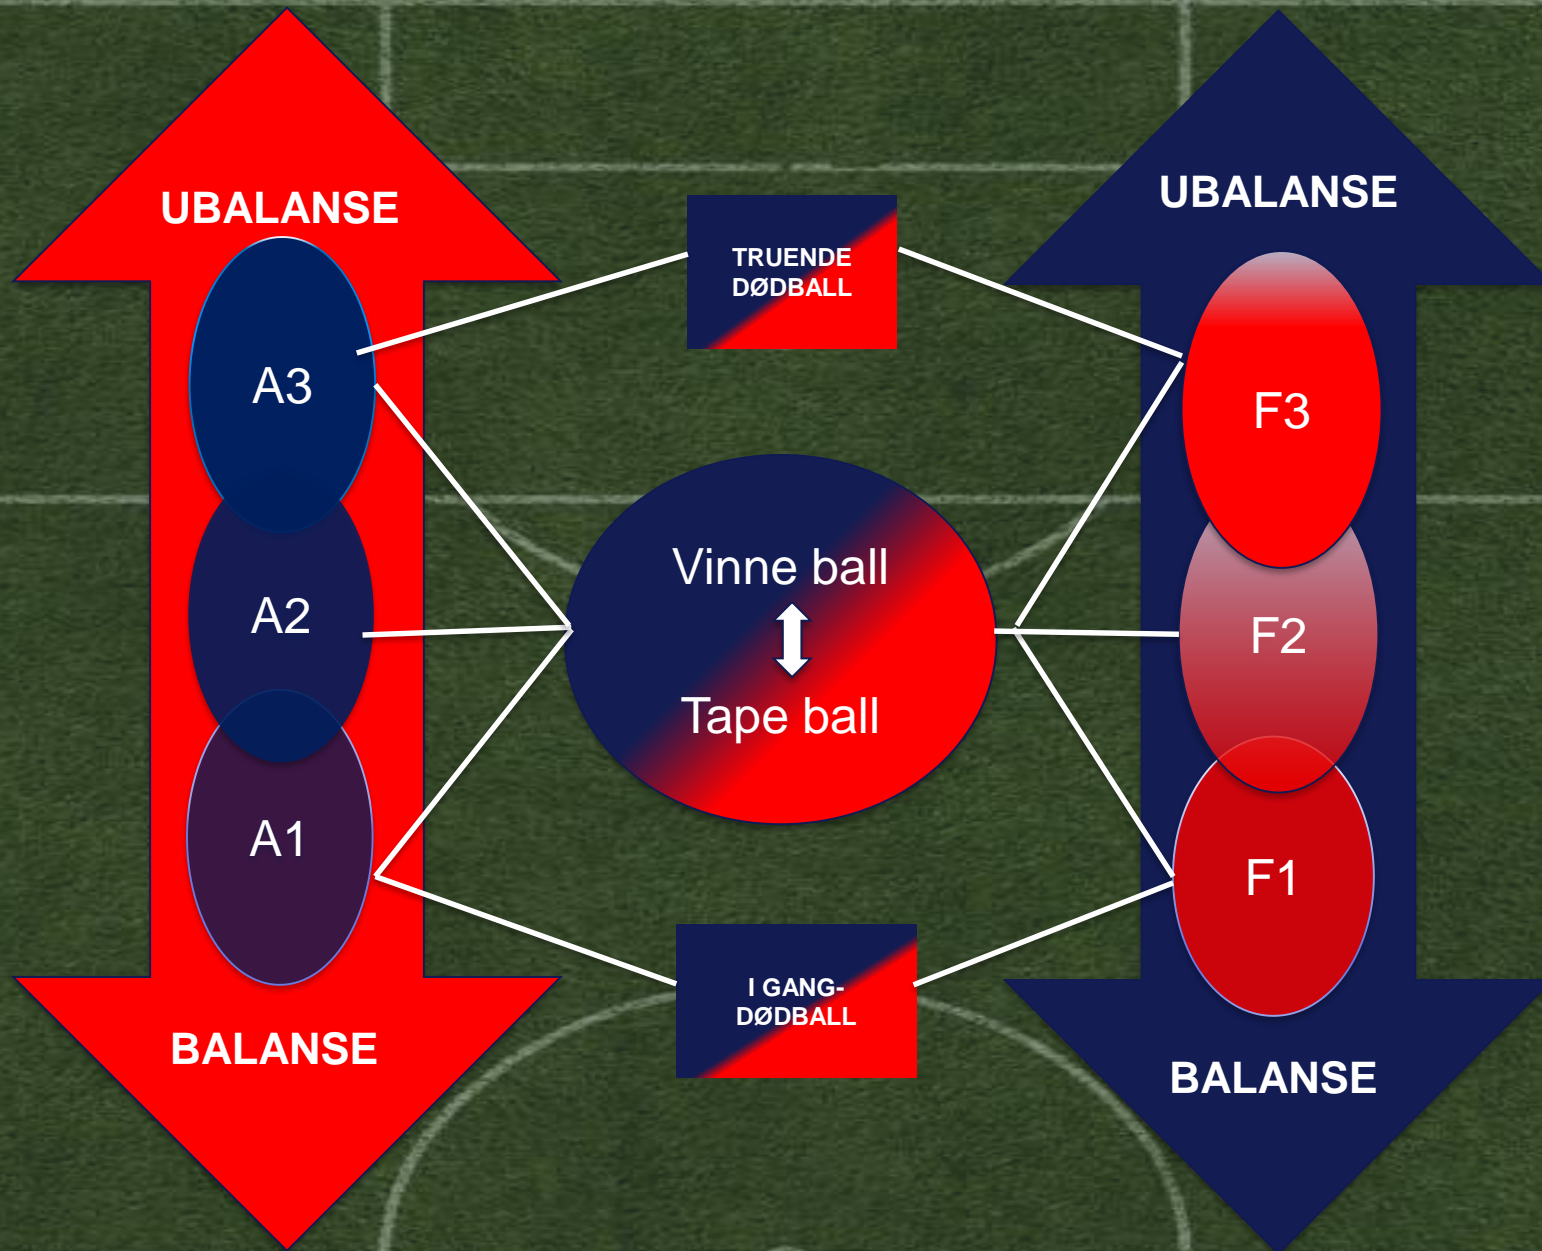 UBALANSE
UBALANSE
TRUENDE
DØDBALL
A3
F3
Vinne ball
A2
F2
Tape ball
A1
F1
I GANG-
DØDBALL
BALANSE
BALANSE